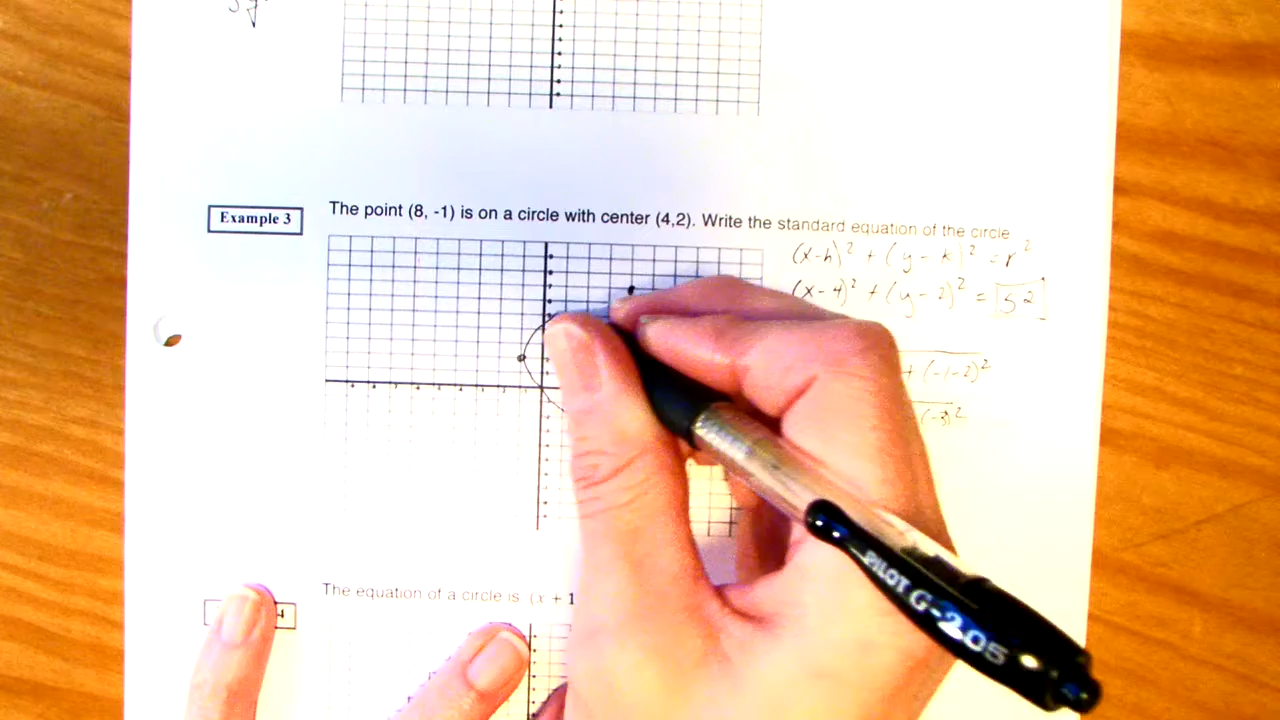 Example 3
The point (8, -1) is on a circle with center (4,2). Write the standard equation of the circle
(x-h)² + (y-k)² = r²
(x-4)² + (y-2)² = 5²
+ (-1-2)²
(-3)²
The equation of a circle is (x + 1
PILOT G-2 05